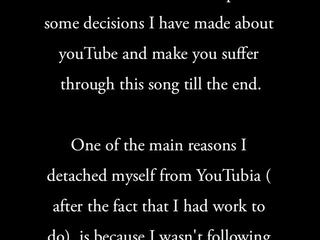 some decisions I have made about
youTube and make you suffer
through this song till the end.
One of the main reasons I
detached myself from YouTubia (
after the fact that I had work to
do), is because I wasn't following